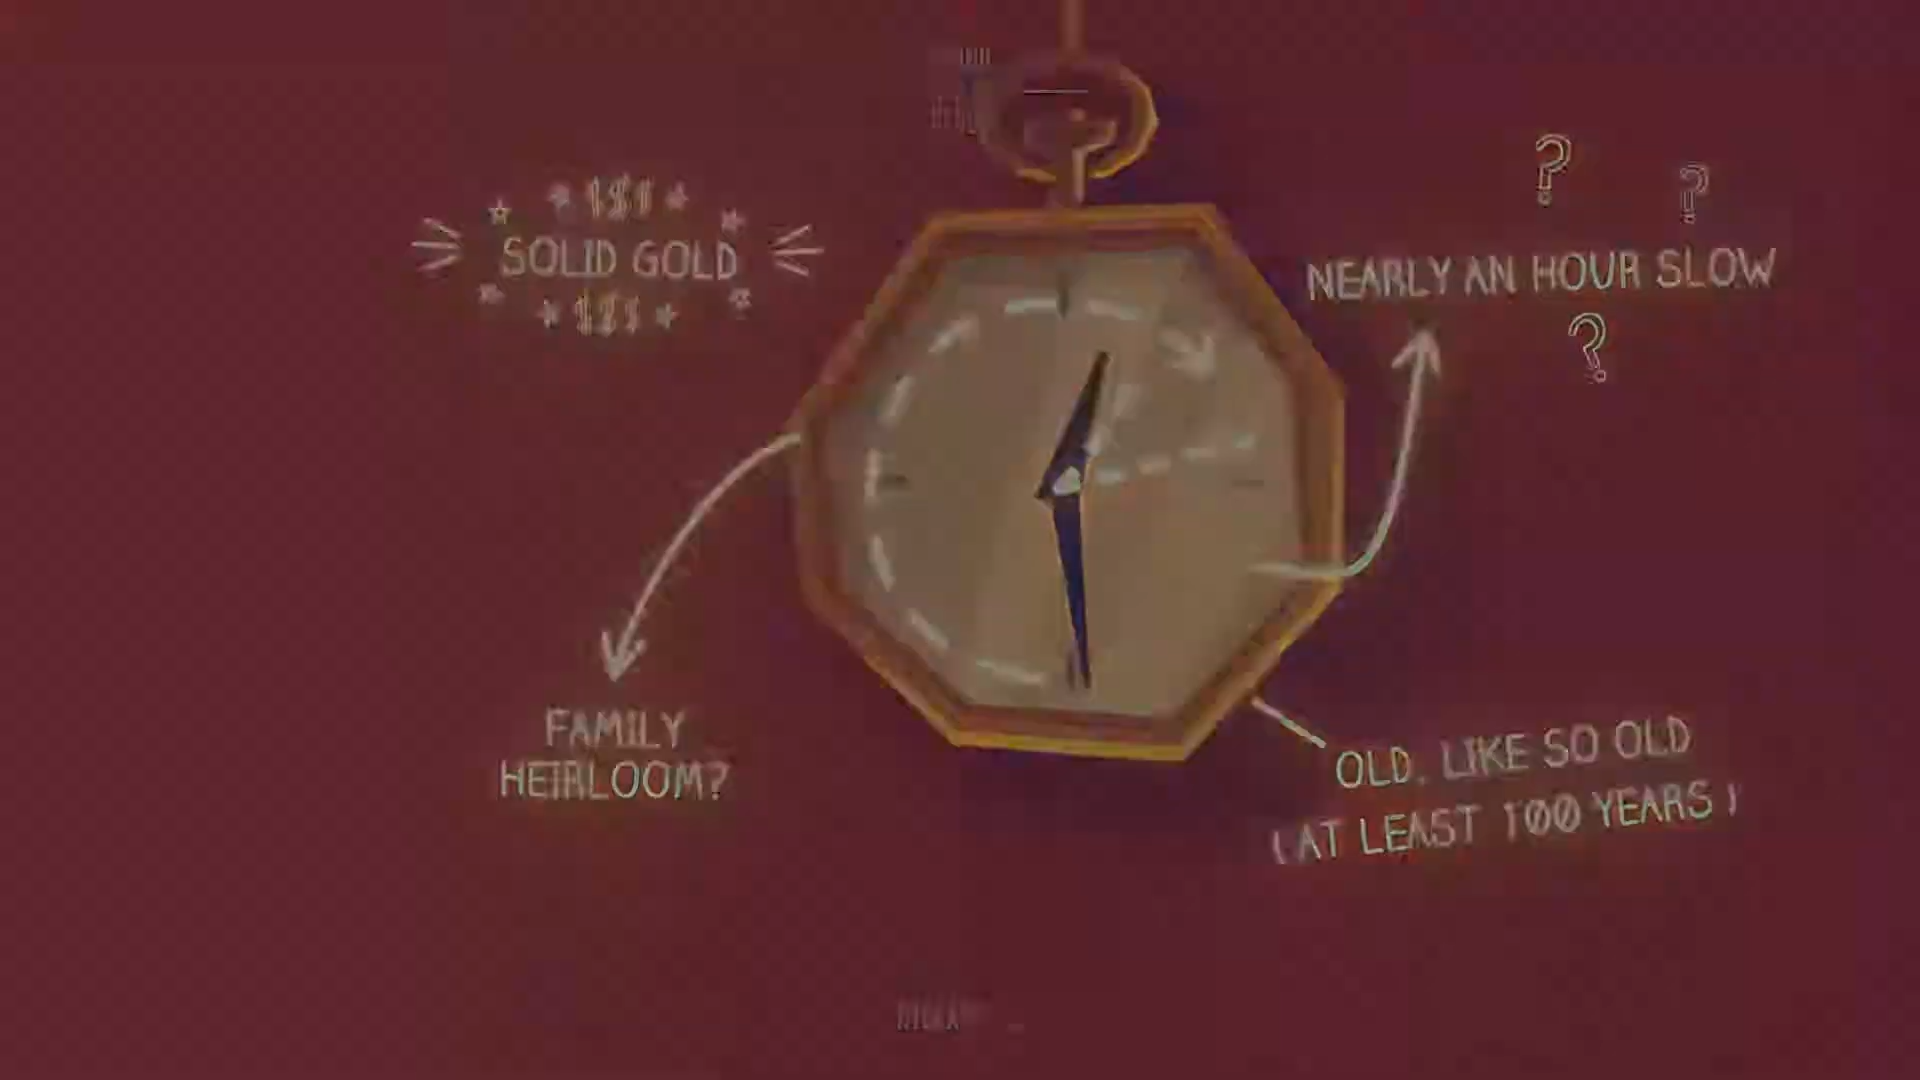 $$$
SOLID GOLD
$$$
? ?
NEARLY AN HOUR SLOW
?
FAMILY
HEIRLOOM?
OLD. LIKE SO OLD
(AT LEAST 100 YEARS)